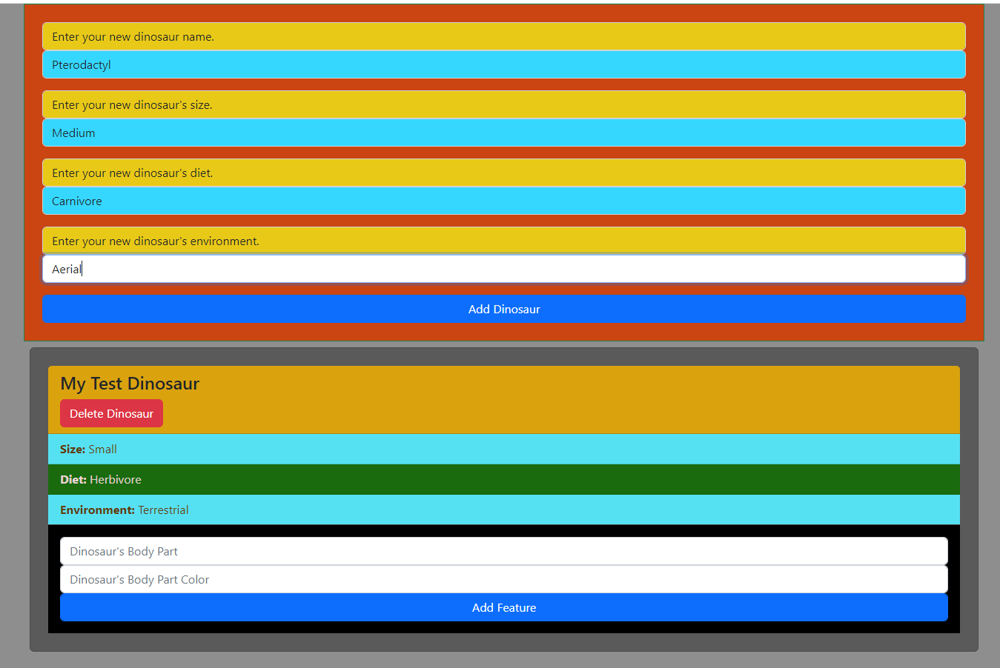 Enter your new dinosaur name.
Pterodactyl
Enter your new dinosaur's size.
Medium
Enter your new dinosaur's diet.
Carnivore
Enter your new dinosaur's environment.
Aerial
Add Dinosaur
My Test Dinosaur
Delete Dinosaur
Size: Small
Diet: Herbivore
Environment: Terrestrial
Dinosaur's Body Part
Dinosaur's Body Part Color
Add Feature